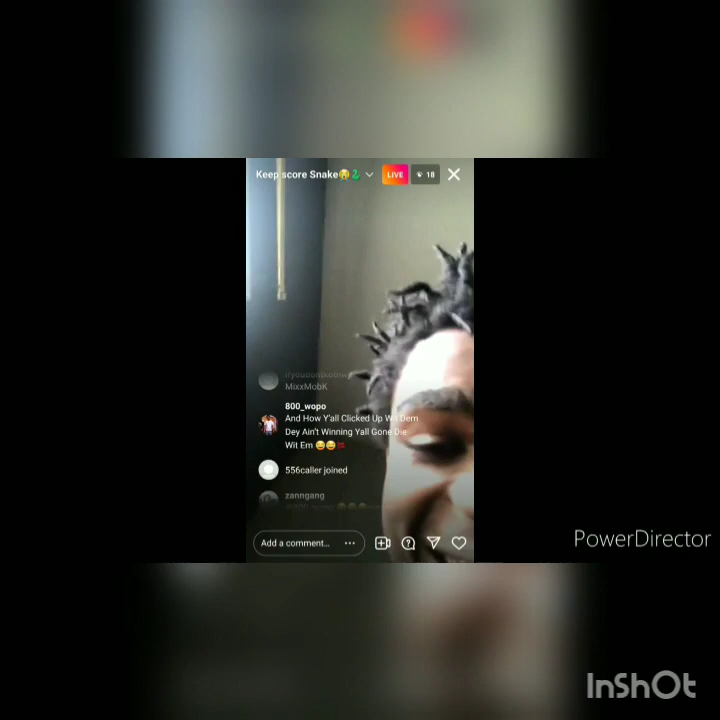 Keep score Snake😥🐍
LIVE
18
MixxMobK
800_wopo
And How Y'all Clicked Up Wit Dem
Dey Ain't Winning Yall Gone Die
Wit Em 😂😂
556caller joined
zanngang
Add a comment...
PowerDirector
InShOt